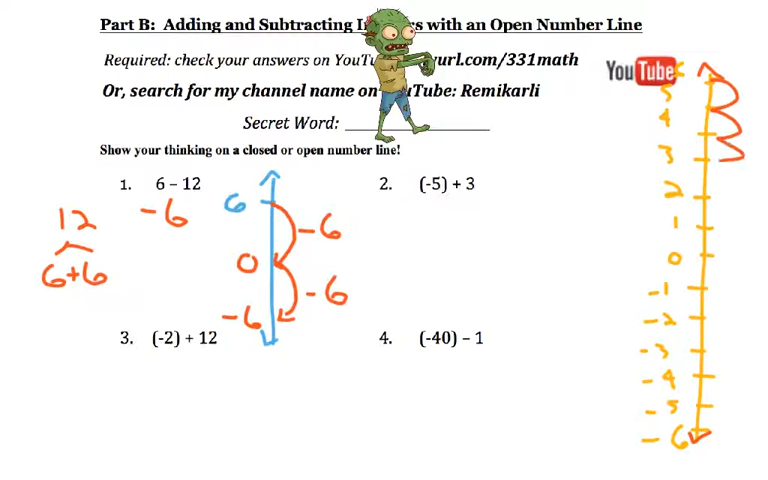 Part B: Adding and Subtracting I s with an Open Number Line
Required: check your answers on YouTu url.com/331math
Or, search for my channel name on uTube: Remikarli
YouTube
Secret Word:
Show your thinking on a closed or open number line!
1. 6 – 12
-6
12
6+6
6
0
-6
-6
-6
2. (-5) + 3
3. (-2) + 12
4. (-40) – 1
5
4
3
2
1
0
-1
-2
-3
-4
-5
-6